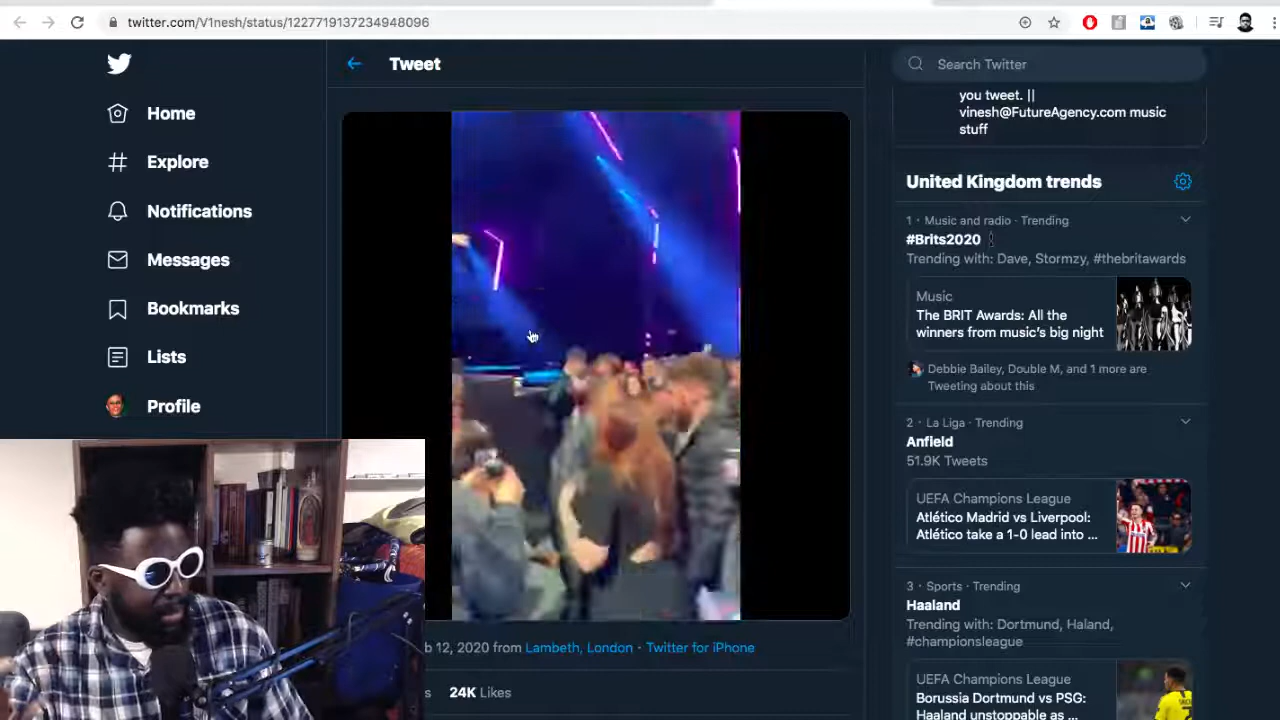 twitter.com/V1nesh/status/1227719137234948096
Home
Explore
Notifications
Messages
Bookmarks
Lists
Profile
Tweet
b 12, 2020 from Lambeth, London · Twitter for iPhone
s 24K Likes
Search Twitter
you tweet. ||
vinesh@FutureAgency.com music
stuff
United Kingdom trends
1 · Music and radio · Trending
#Brits2020
Trending with: Dave, Stormzy, #thebritawards
Music
The BRIT Awards: All the
winners from music's big night
Debbie Bailey, Double M, and 1 more are
Tweeting about this
2 · La Liga · Trending
Anfield
51.9K Tweets
UEFA Champions League
Atlético Madrid vs Liverpool:
Atlético take a 1-0 lead into ...
3 · Sports · Trending
Haaland
Trending with: Dortmund, Haland,
#championsleague
UEFA Champions League
Borussia Dortmund vs PSG:
Haaland unstoppable as ...